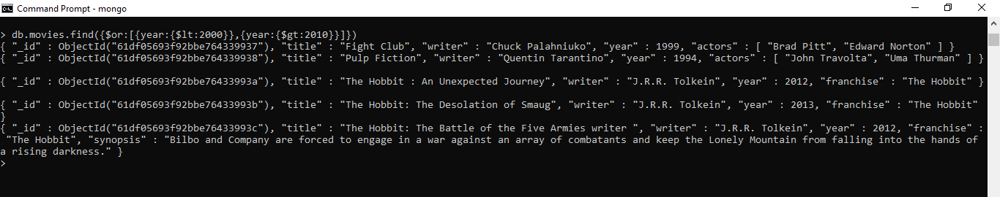 Command Prompt - mongo
> db.movies.find({$or:[{year:{$lt:2000}},{year:{$gt:2010}}]})
{ "_id" : ObjectId("61df05693f92bbe764339937"), "title" : "Fight Club", "writer" : "Chuck Palahniuko", "year" : 1999, "actors" : [ "Brad Pitt", "Edward Norton" ] }
{ "_id" : ObjectId("61df05693f92bbe764339938"), "title" : "Pulp Fiction", "writer" : "Quentin Tarantino", "year" : 1994, "actors" : [ "John Travolta", "Uma Thurman" ] }
{ "_id" : ObjectId("61df05693f92bbe76433993a"), "title" : "The Hobbit : An Unexpected Journey", "writer" : "J.R.R. Tolkein", "year" : 2012, "franchise" : "The Hobbit" }
{ "_id" : ObjectId("61df05693f92bbe76433993b"), "title" : "The Hobbit: The Desolation of Smaug", "writer" : "J.R.R. Tolkein", "year" : 2013, "franchise" : "The Hobbit"
}
{ "_id" : ObjectId("61df05693f92bbe76433993c"), "title" : "The Hobbit: The Battle of the Five Armies writer ", "writer" : "J.R.R. Tolkein", "year" : 2012, "franchise" :
"The Hobbit", "synopsis" : "Bilbo and Company are forced to engage in a war against an array of combatants and keep the Lonely Mountain from falling into the hands of
a rising darkness." }
>